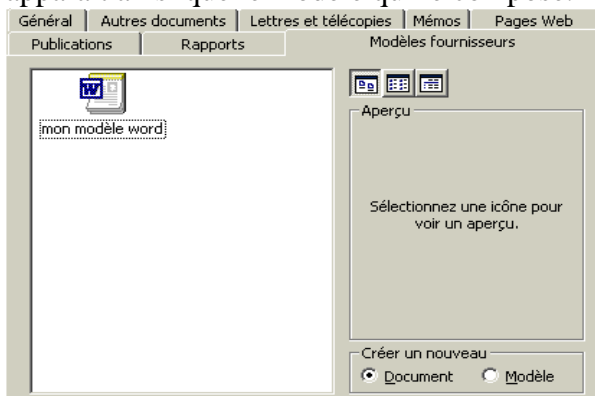 Général Autres documents Lettres et télécopies Mémos Pages Web
Publications Rapports Modèles fournisseurs
mon modèle word
Aperçu
Sélectionnez une icône pour
voir un aperçu.
Créer un nouveau
Document Modèle